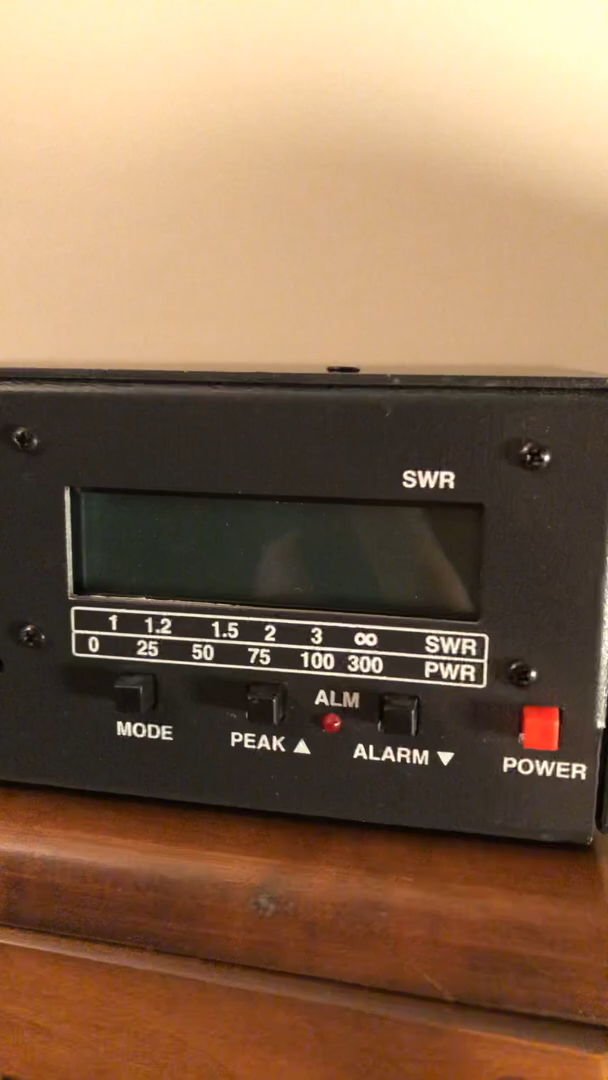 SWR
1 1.2 1.5 2 3 ∞ SWR
0 25 50 75 100 300 PWR
ALM
MODE
PEAK ▲
ALARM ▼
POWER